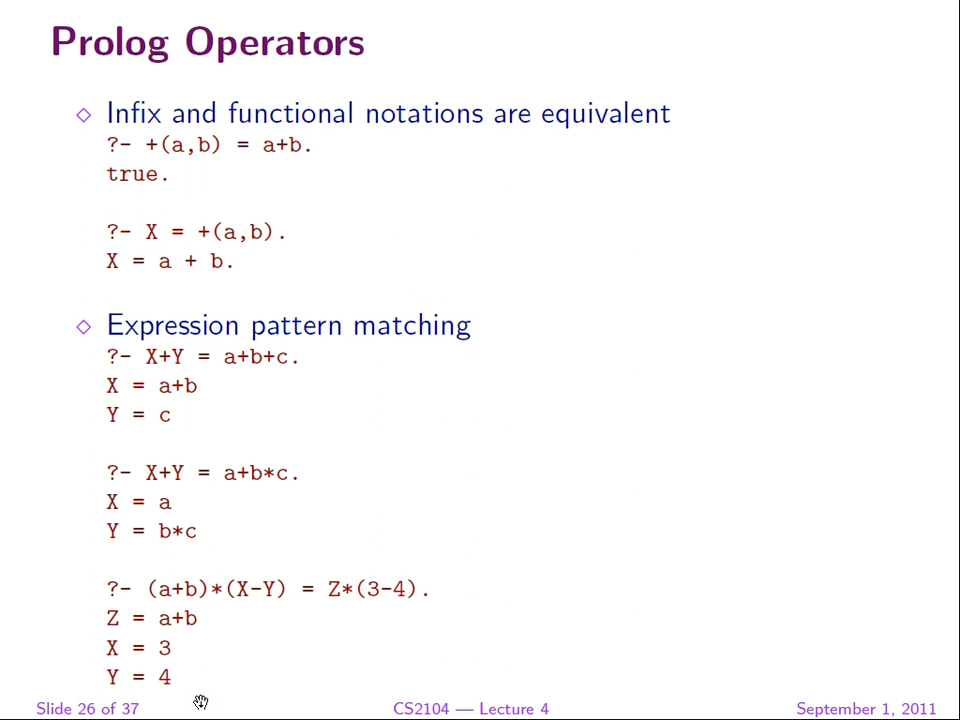 Prolog Operators
◇ Infix and functional notations are equivalent
?- +(a,b) = a+b.
true.
?- X = +(a,b).
X = a + b.
◇ Expression pattern matching
?- X+Y = a+b+c.
X = a+b
Y = c
?- X+Y = a+b*c.
X = a
Y = b*c
?- (a+b)*(X-Y) = Z*(3-4).
Z = a+b
X = 3
Y = 4
Slide 26 of 37 CS2104 — Lecture 4 September 1, 2011